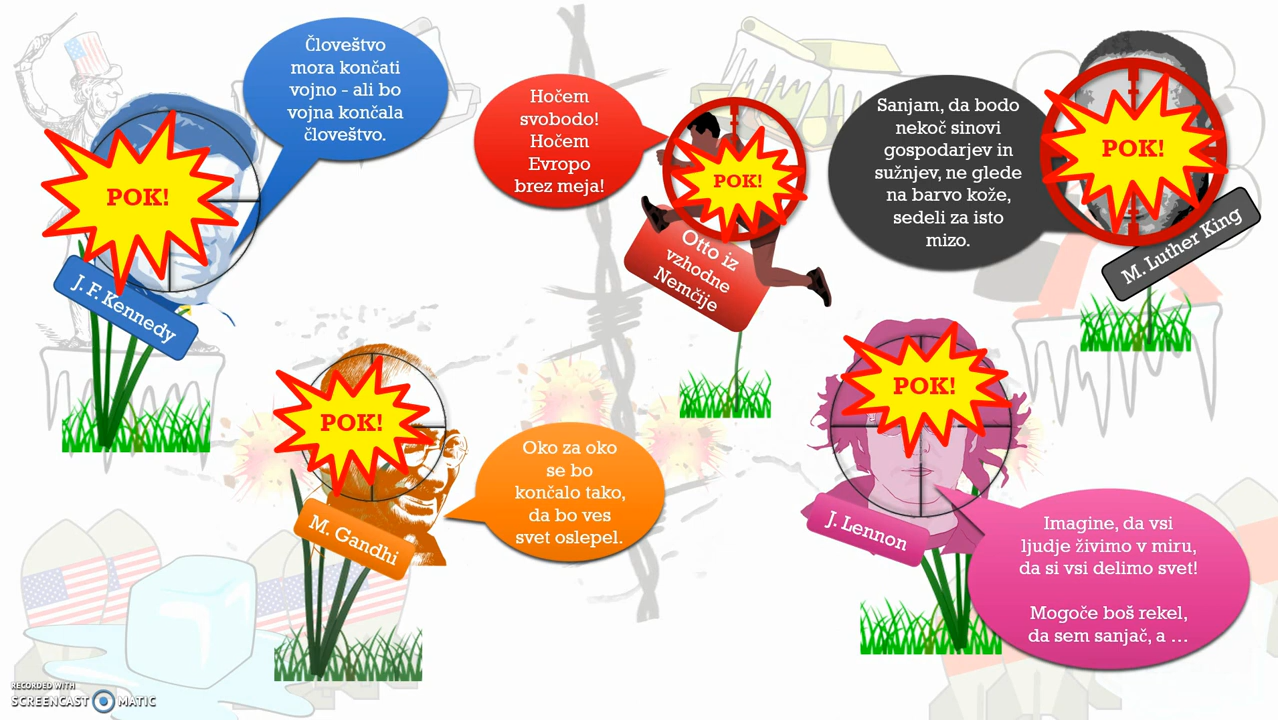 Človeštvo
mora končati
vojno - ali bo
vojna končala
človeštvo.
POK!
J. F. Kennedy
Hočem
svobodo!
Hočem
Evropo
brez meja!
POK!
Otto iz
vzhodne
Nemčije
Sanjam, da bodo
nekoč sinovi
gospodarjev in
sužnjev, ne glede
na barvo kože,
sedeli za isto
mizo.
POK!
M. Luther King
POK!
M. Gandhi
Oko za oko
se bo
končalo tako,
da bo ves
svet oslepel.
POK!
J. Lennon
Imagine, da vsi
ljudje živimo v miru,
da si vsi delimo svet!
Mogoče boš rekel,
da sem sanjač, a ...
RECORDED WITH
SCREENCAST MATIC